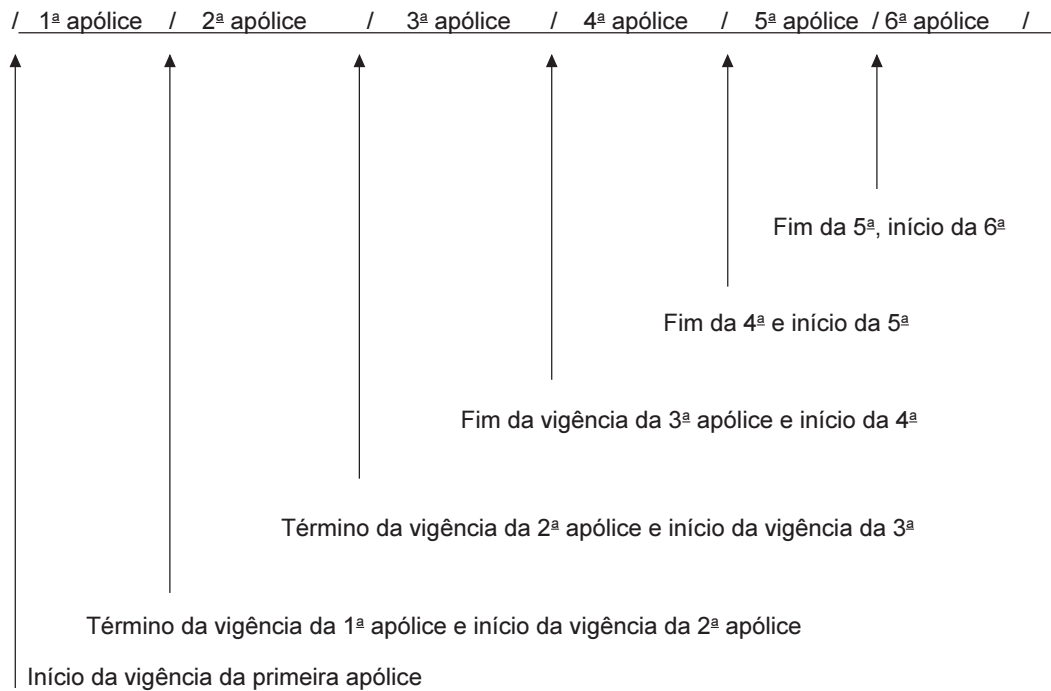 / 1ª apólice / 2ª apólice / 3ª apólice / 4ª apólice / 5ª apólice / 6ª apólice /
Fim da 5ª, início da 6ª
Fim da 4ª e início da 5ª
Fim da vigência da 3ª apólice e início da 4ª
Término da vigência da 2ª apólice e início da vigência da 3ª
Término da vigência da 1ª apólice e início da vigência da 2ª apólice
Início da vigência da primeira apólice